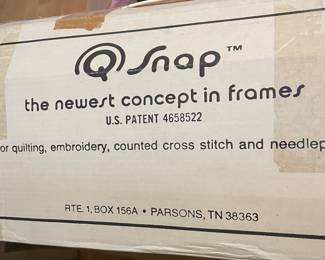 Q Snap™
the newest concept in frames
U.S. PATENT 4658522
or quilting, embroidery, counted cross stitch and needlep
RTE. 1, BOX 156A • PARSONS, TN 38363